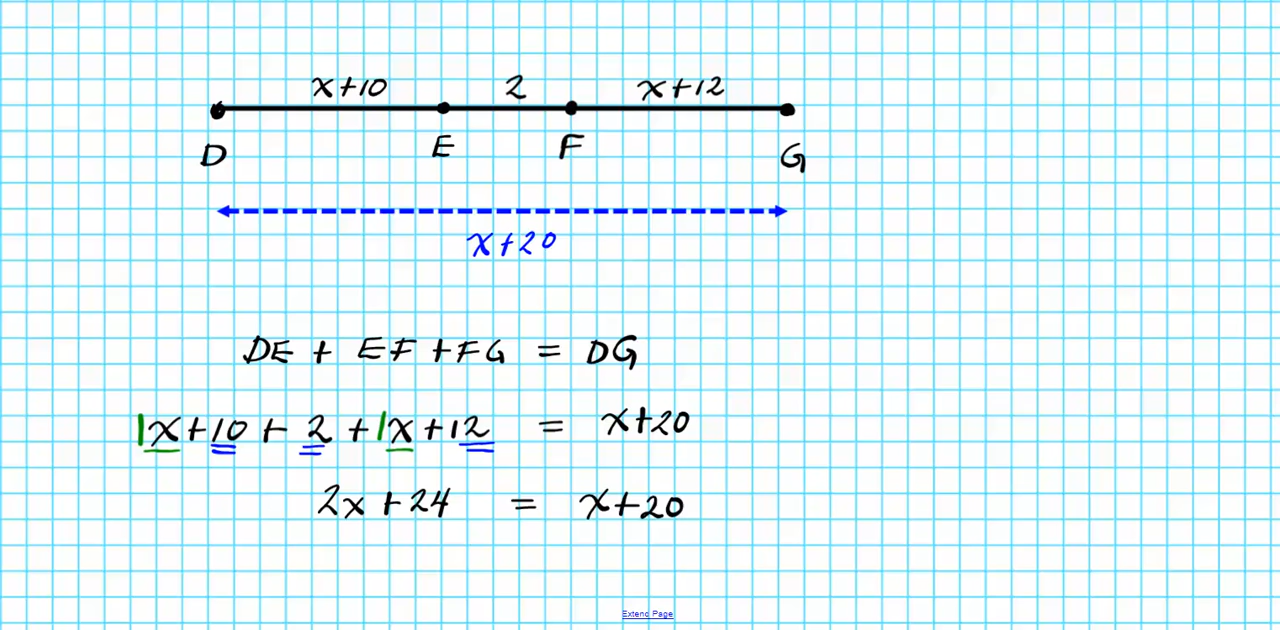 x+10 2 x+12
D E F G
x+20
DE + EF + FG = DG
1x+10 + 2 + 1x+12 = x+20
2x+24 = x+20
Extend Page